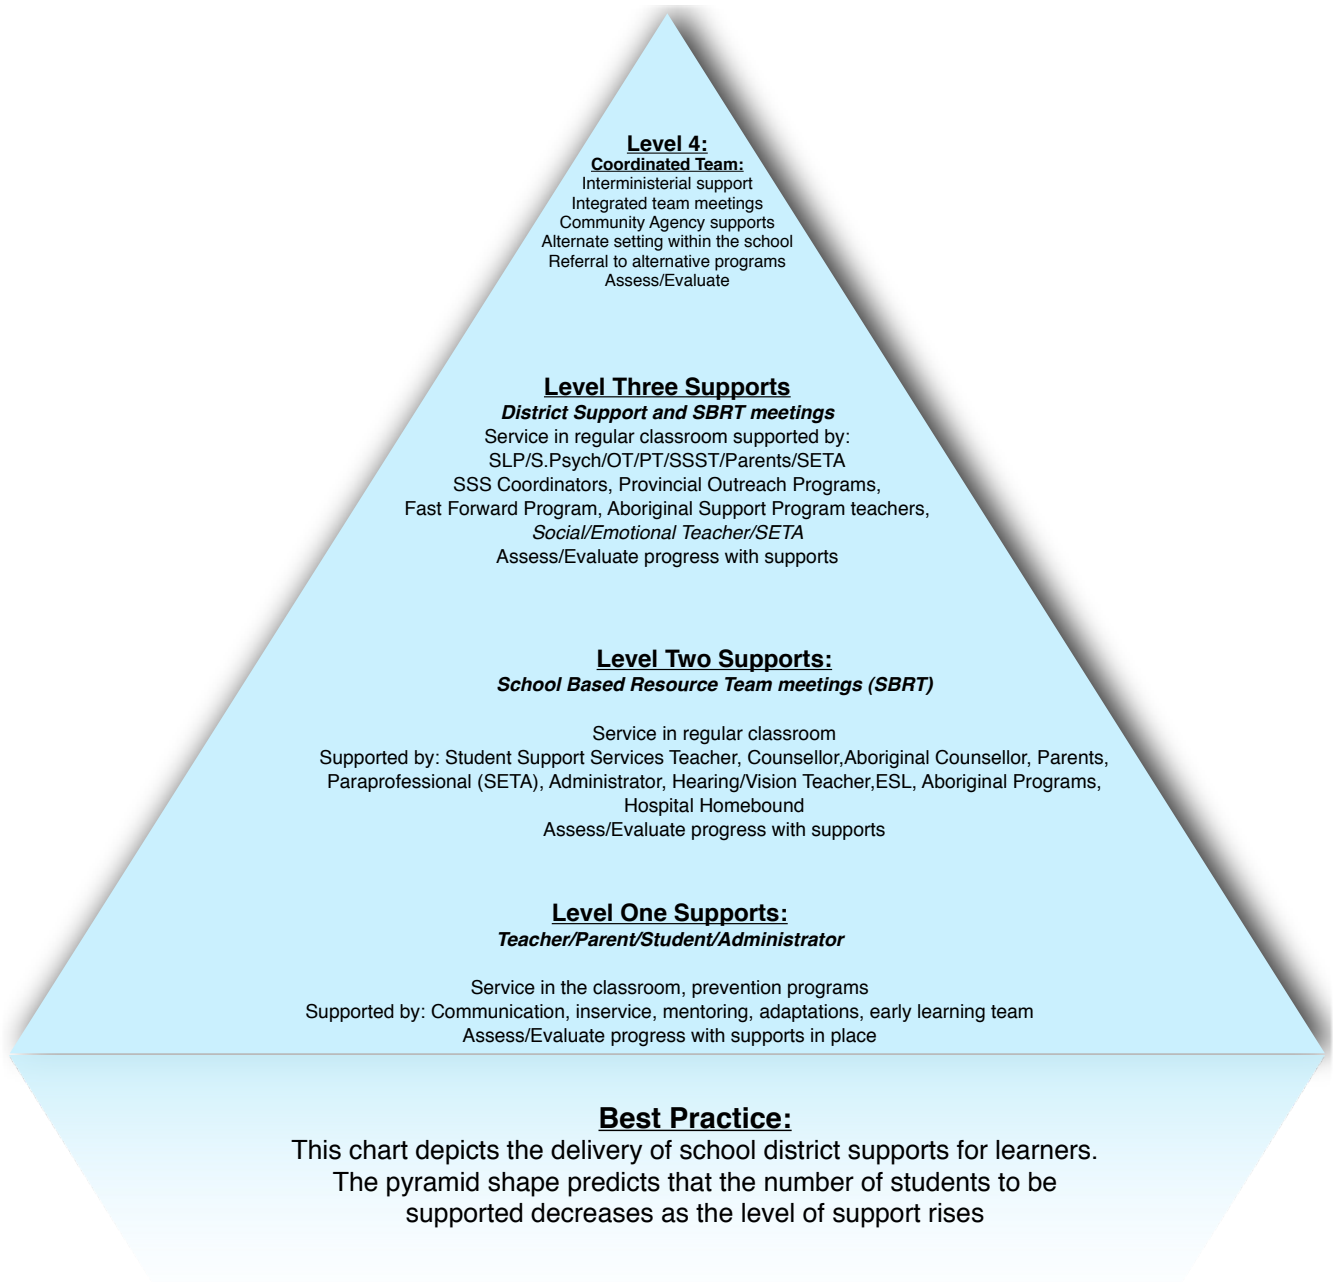 Level 4:
Coordinated Team:
Interministerial support
Integrated team meetings
Community Agency supports
Alternate setting within the school
Referral to alternative programs
Assess/Evaluate
Level Three Supports
District Support and SBRT meetings
Service in regular classroom supported by:
SLP/S.Psych/OT/PT/SSST/Parents/SETA
SSS Coordinators, Provincial Outreach Programs,
Fast Forward Program, Aboriginal Support Program teachers,
Social/Emotional Teacher/SETA
Assess/Evaluate progress with supports
Level Two Supports:
School Based Resource Team meetings (SBRT)
Service in regular classroom
Supported by: Student Support Services Teacher, Counsellor,Aboriginal Counsellor, Parents,
Paraprofessional (SETA), Administrator, Hearing/Vision Teacher,ESL, Aboriginal Programs,
Hospital Homebound
Assess/Evaluate progress with supports
Level One Supports:
Teacher/Parent/Student/Administrator
Service in the classroom, prevention programs
Supported by: Communication, inservice, mentoring, adaptations, early learning team
Assess/Evaluate progress with supports in place
Best Practice:
This chart depicts the delivery of school district supports for learners.
The pyramid shape predicts that the number of students to be
supported decreases as the level of support rises